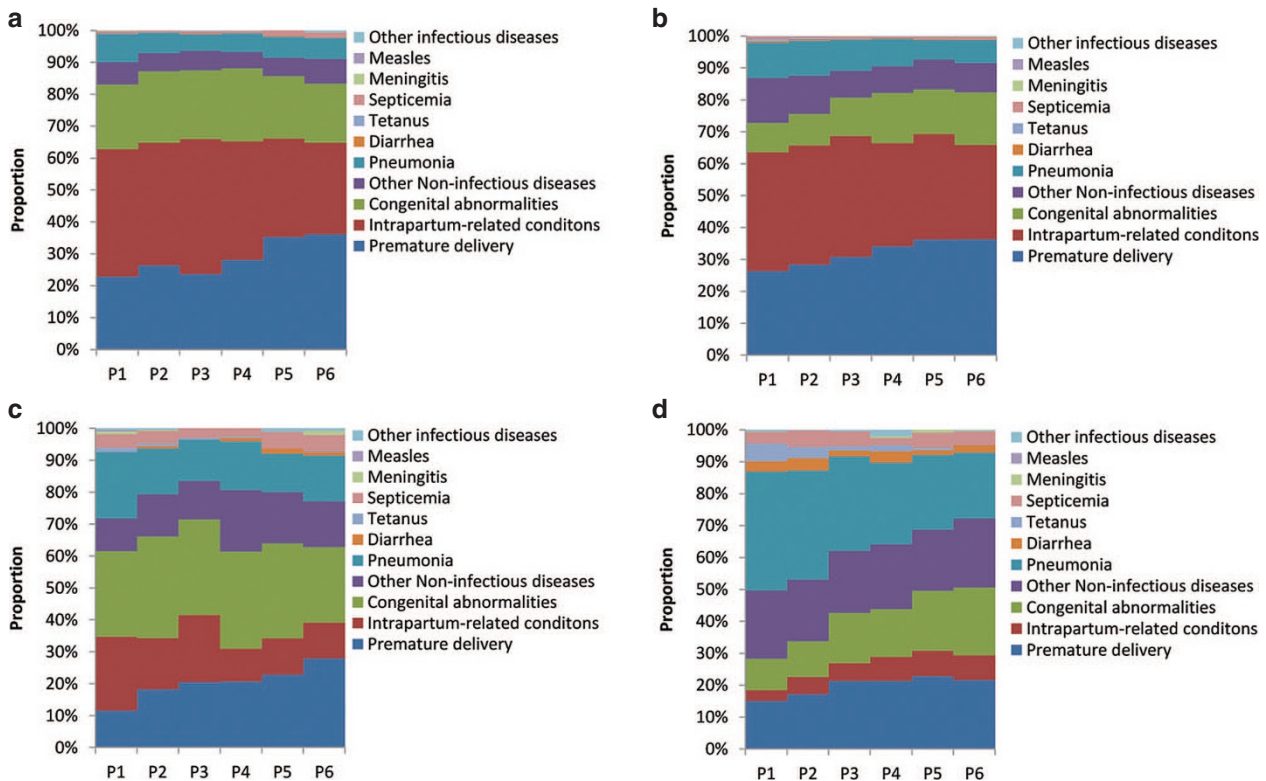 a
100%
90%
80%
70%
60%
50%
40%
30%
20%
10%
0%
Proportion
P1 P2 P3 P4 P5 P6
Other infectious diseases
Measles
Meningitis
Septicemia
Tetanus
Diarrhea
Pneumonia
Other Non-infectious diseases
Congenital abnormalities
Intrapartum-related conditons
Premature delivery
b
100%
90%
80%
70%
60%
50%
40%
30%
20%
10%
0%
Proportion
P1 P2 P3 P4 P5 P6
Other infectious diseases
Measles
Meningitis
Septicemia
Tetanus
Diarrhea
Pneumonia
Other Non-infectious diseases
Congenital abnormalities
Intrapartum-related conditons
Premature delivery
c
100%
90%
80%
70%
60%
50%
40%
30%
20%
10%
0%
Proportion
P1 P2 P3 P4 P5 P6
Other infectious diseases
Measles
Meningitis
Septicemia
Tetanus
Diarrhea
Pneumonia
Other Non-infectious diseases
Congenital abnormalities
Intrapartum-related conditons
Premature delivery
d
100%
90%
80%
70%
60%
50%
40%
30%
20%
10%
0%
Proportion
P1 P2 P3 P4 P5 P6
Other infectious diseases
Measles
Meningitis
Septicemia
Tetanus
Diarrhea
Pneumonia
Other Non-infectious diseases
Congenital abnormalities
Intrapartum-related conditons
Premature delivery